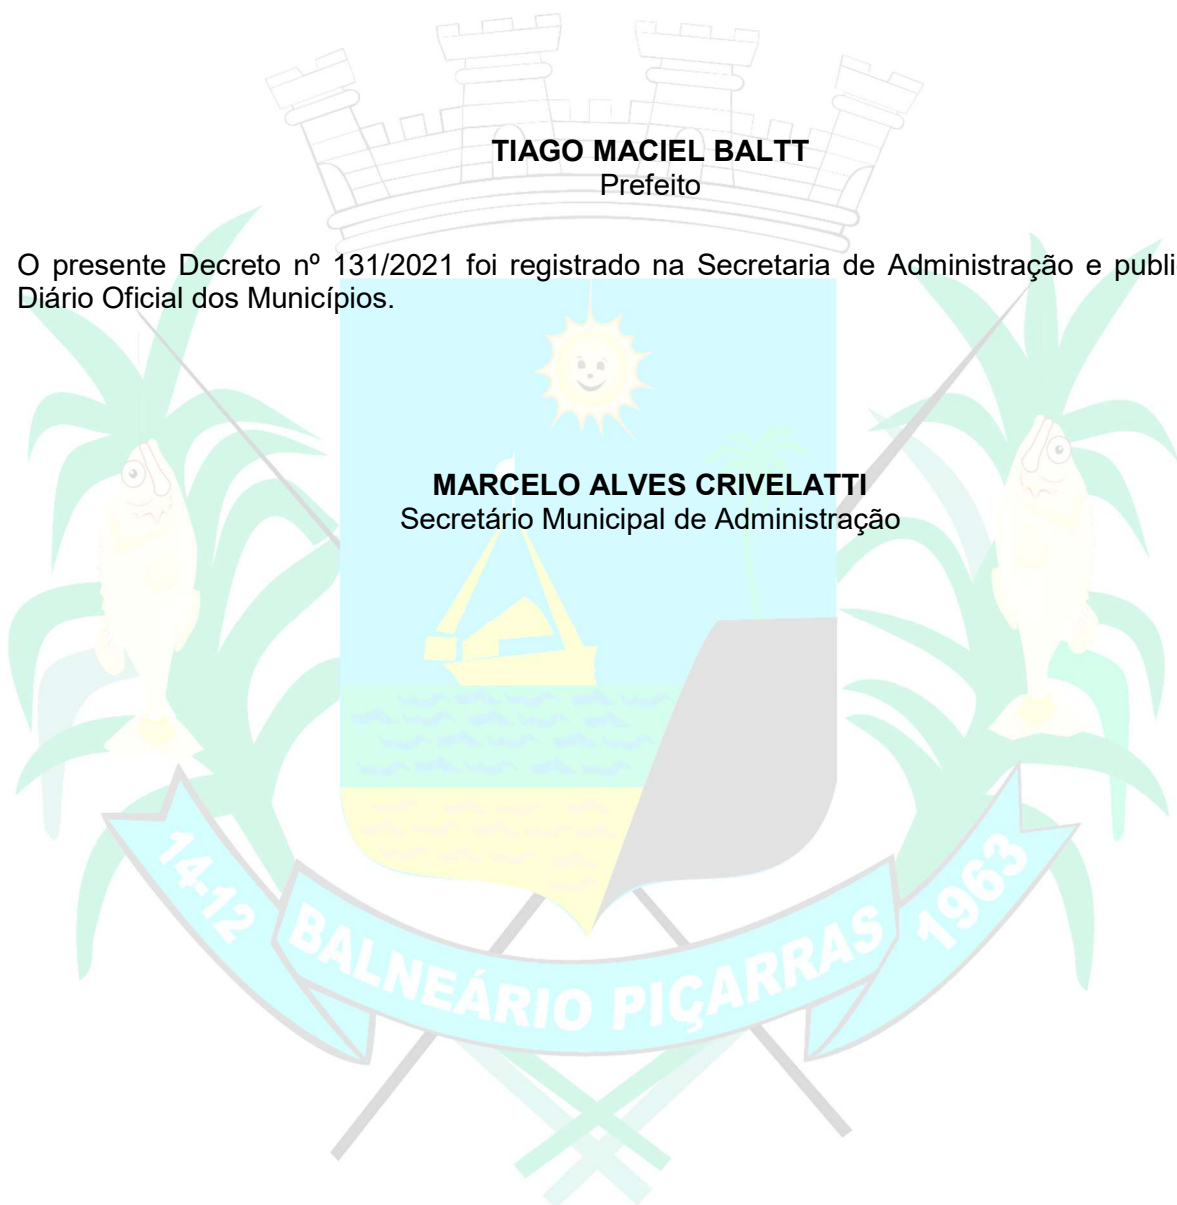 TIAGO MACIEL BALTT
Prefeito
O presente Decreto nº 131/2021 foi registrado na Secretaria de Administração e publi
Diário Oficial dos Municípios.
MARCELO ALVES CRIVELATTI
Secretário Municipal de Administração
14-12 BALNEÁRIO PIÇARRAS 1963